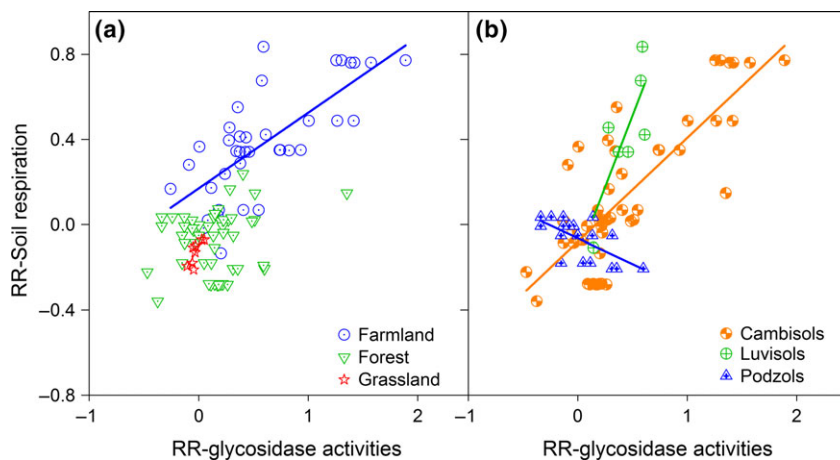 (a)
(b)
0.8
0.4
0.0
–0.4
–0.8
RR-Soil respiration
Farmland
Forest
Grassland
Cambisols
Luvisols
Podzols
–1 0 1 2 –1 0 1 2
RR-glycosidase activities RR-glycosidase activities